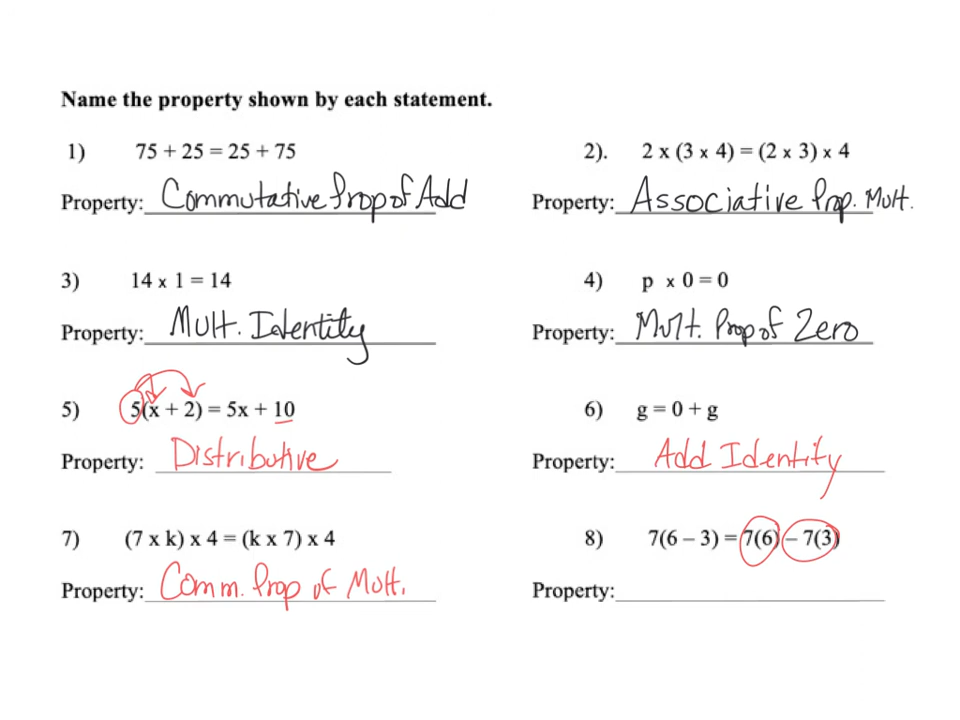 Name the property shown by each statement.
1) 75 + 25 = 25 + 75
2). 2 x (3 x 4) = (2 x 3) x 4
Property: Commutative Prop of Add
Property: Associative Prop. Mult.
3) 14 x 1 = 14
4) p x 0 = 0
Property: Mult. Identity
Property: Mult. Prop of Zero
5) 5(x + 2) = 5x + 10
6) g = 0 + g
Property: Distributive
Property: Add Identity
7) (7 x k) x 4 = (k x 7) x 4
8) 7(6 – 3) = 7(6) – 7(3)
Property: Comm. Prop of Mult.
Property: